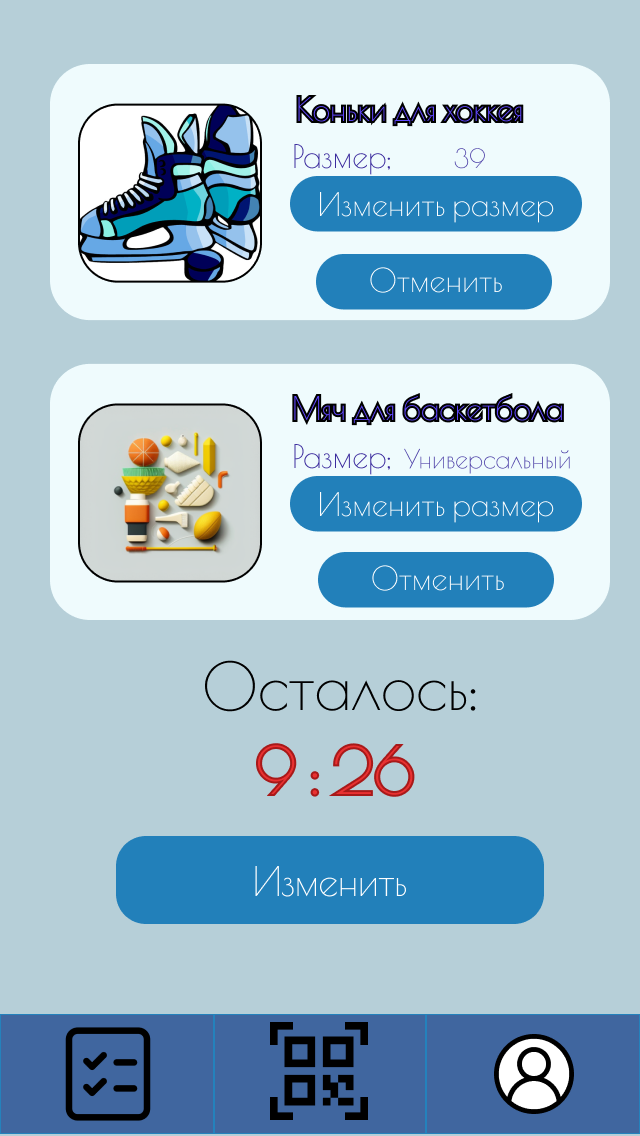 Коньки для хоккея
Размер: 39
Изменить размер
Отменить
Мяч для баскетбола
Размер: Универсальный
Изменить размер
Отменить
Осталось:
9:26
Изменить